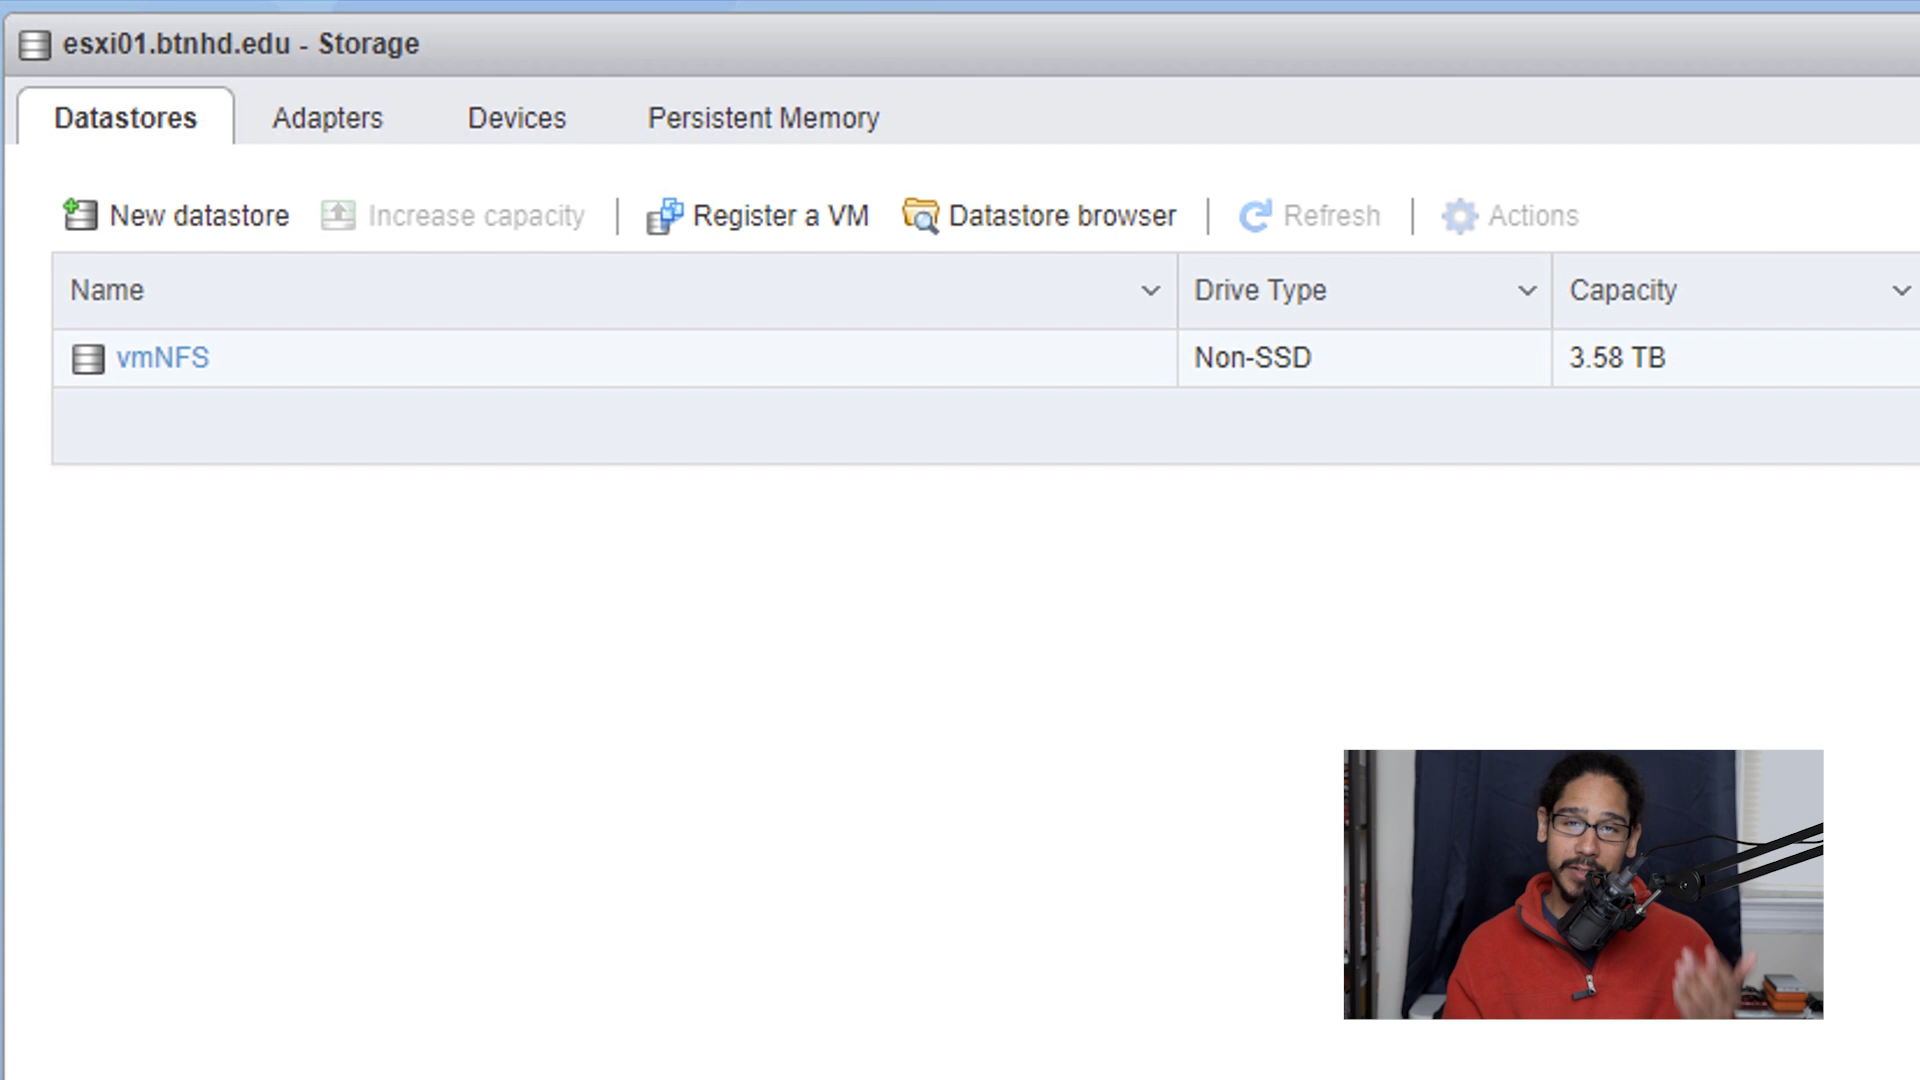 esxi01.btnhd.edu - Storage
Datastores Adapters Devices Persistent Memory
New datastore Increase capacity | Register a VM Datastore browser | Refresh | Actions
Name Drive Type Capacity
vmNFS Non-SSD 3.58 TB